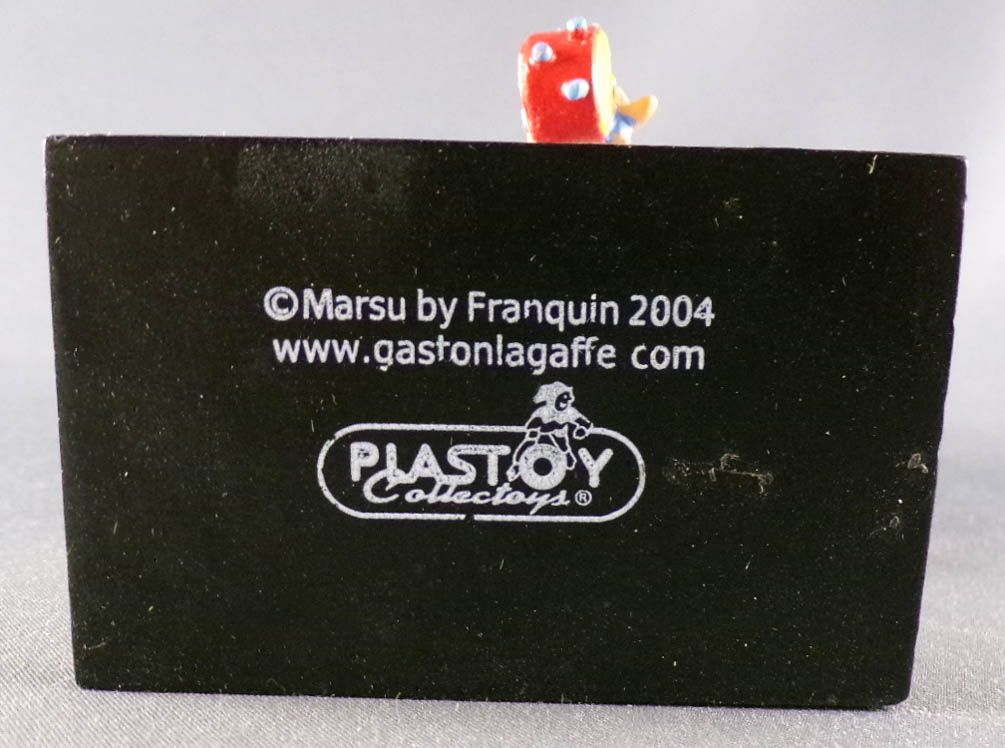 ©Marsu by Franquin 2004
www.gastonlagaffe com
PLASTOY
Collectoys®